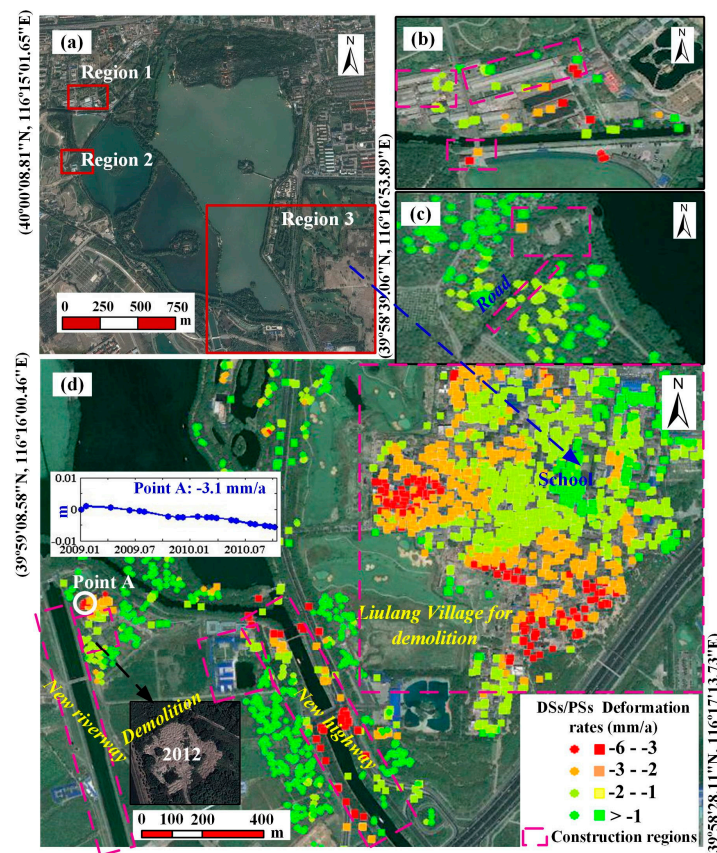 (a)
N
Region 1
Region 2
Region 3
0 250 500 750
m
(40°00'08.81"N, 116°15'01.65"E)
(b)
N
(39°58'39.06"N, 116°16'53.89"E)
(c)
N
Road
(d)
N
(39°59'08.58"N, 116°16'00.46"E)
0.01
Point A: -3.1 mm/a
m
0
-0.01
2009.01 2009.07 2010.01 2010.07
School
Point A
Liulang Village for
demolition
New riverway
Demolition
New highway
2012
0 100 200 400
m
DSs/PSs Deformation
rates (mm/a)
-6 - -3
-3 - -2
-2 - -1
> -1
Construction regions
(39°58'28.11"N, 116°17'13.73"E)